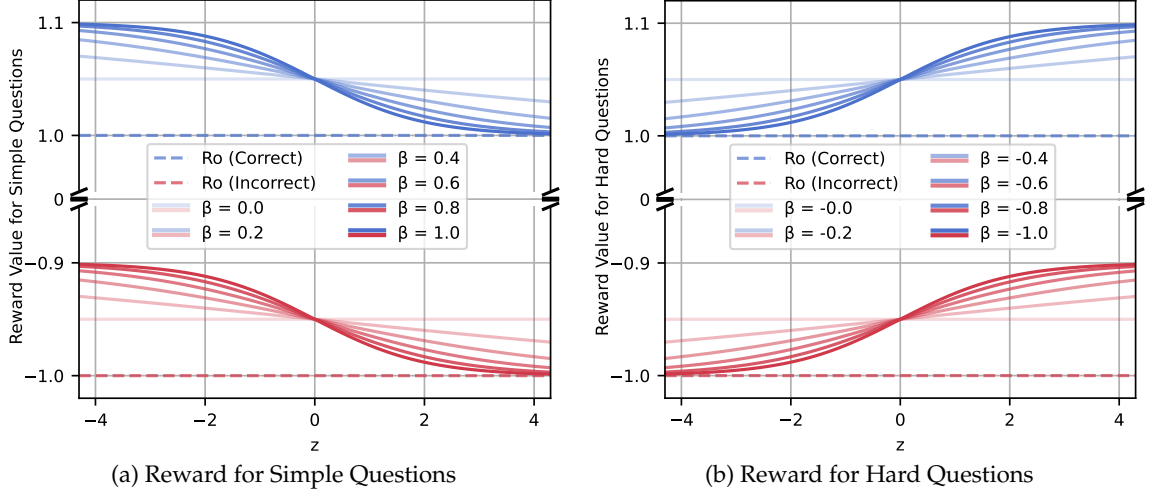 Reward Value for Simple Questions
1.1
1.0
0
−0.9
−1.0
Ro (Correct)
Ro (Incorrect)
β = 0.0
β = 0.2
β = 0.4
β = 0.6
β = 0.8
β = 1.0
−4
−2
0
2
4
z
(a) Reward for Simple Questions
Reward Value for Hard Questions
1.1
1.0
0
−0.9
−1.0
Ro (Correct)
Ro (Incorrect)
β = -0.0
β = -0.2
β = -0.4
β = -0.6
β = -0.8
β = -1.0
−4
−2
0
2
4
z
(b) Reward for Hard Questions